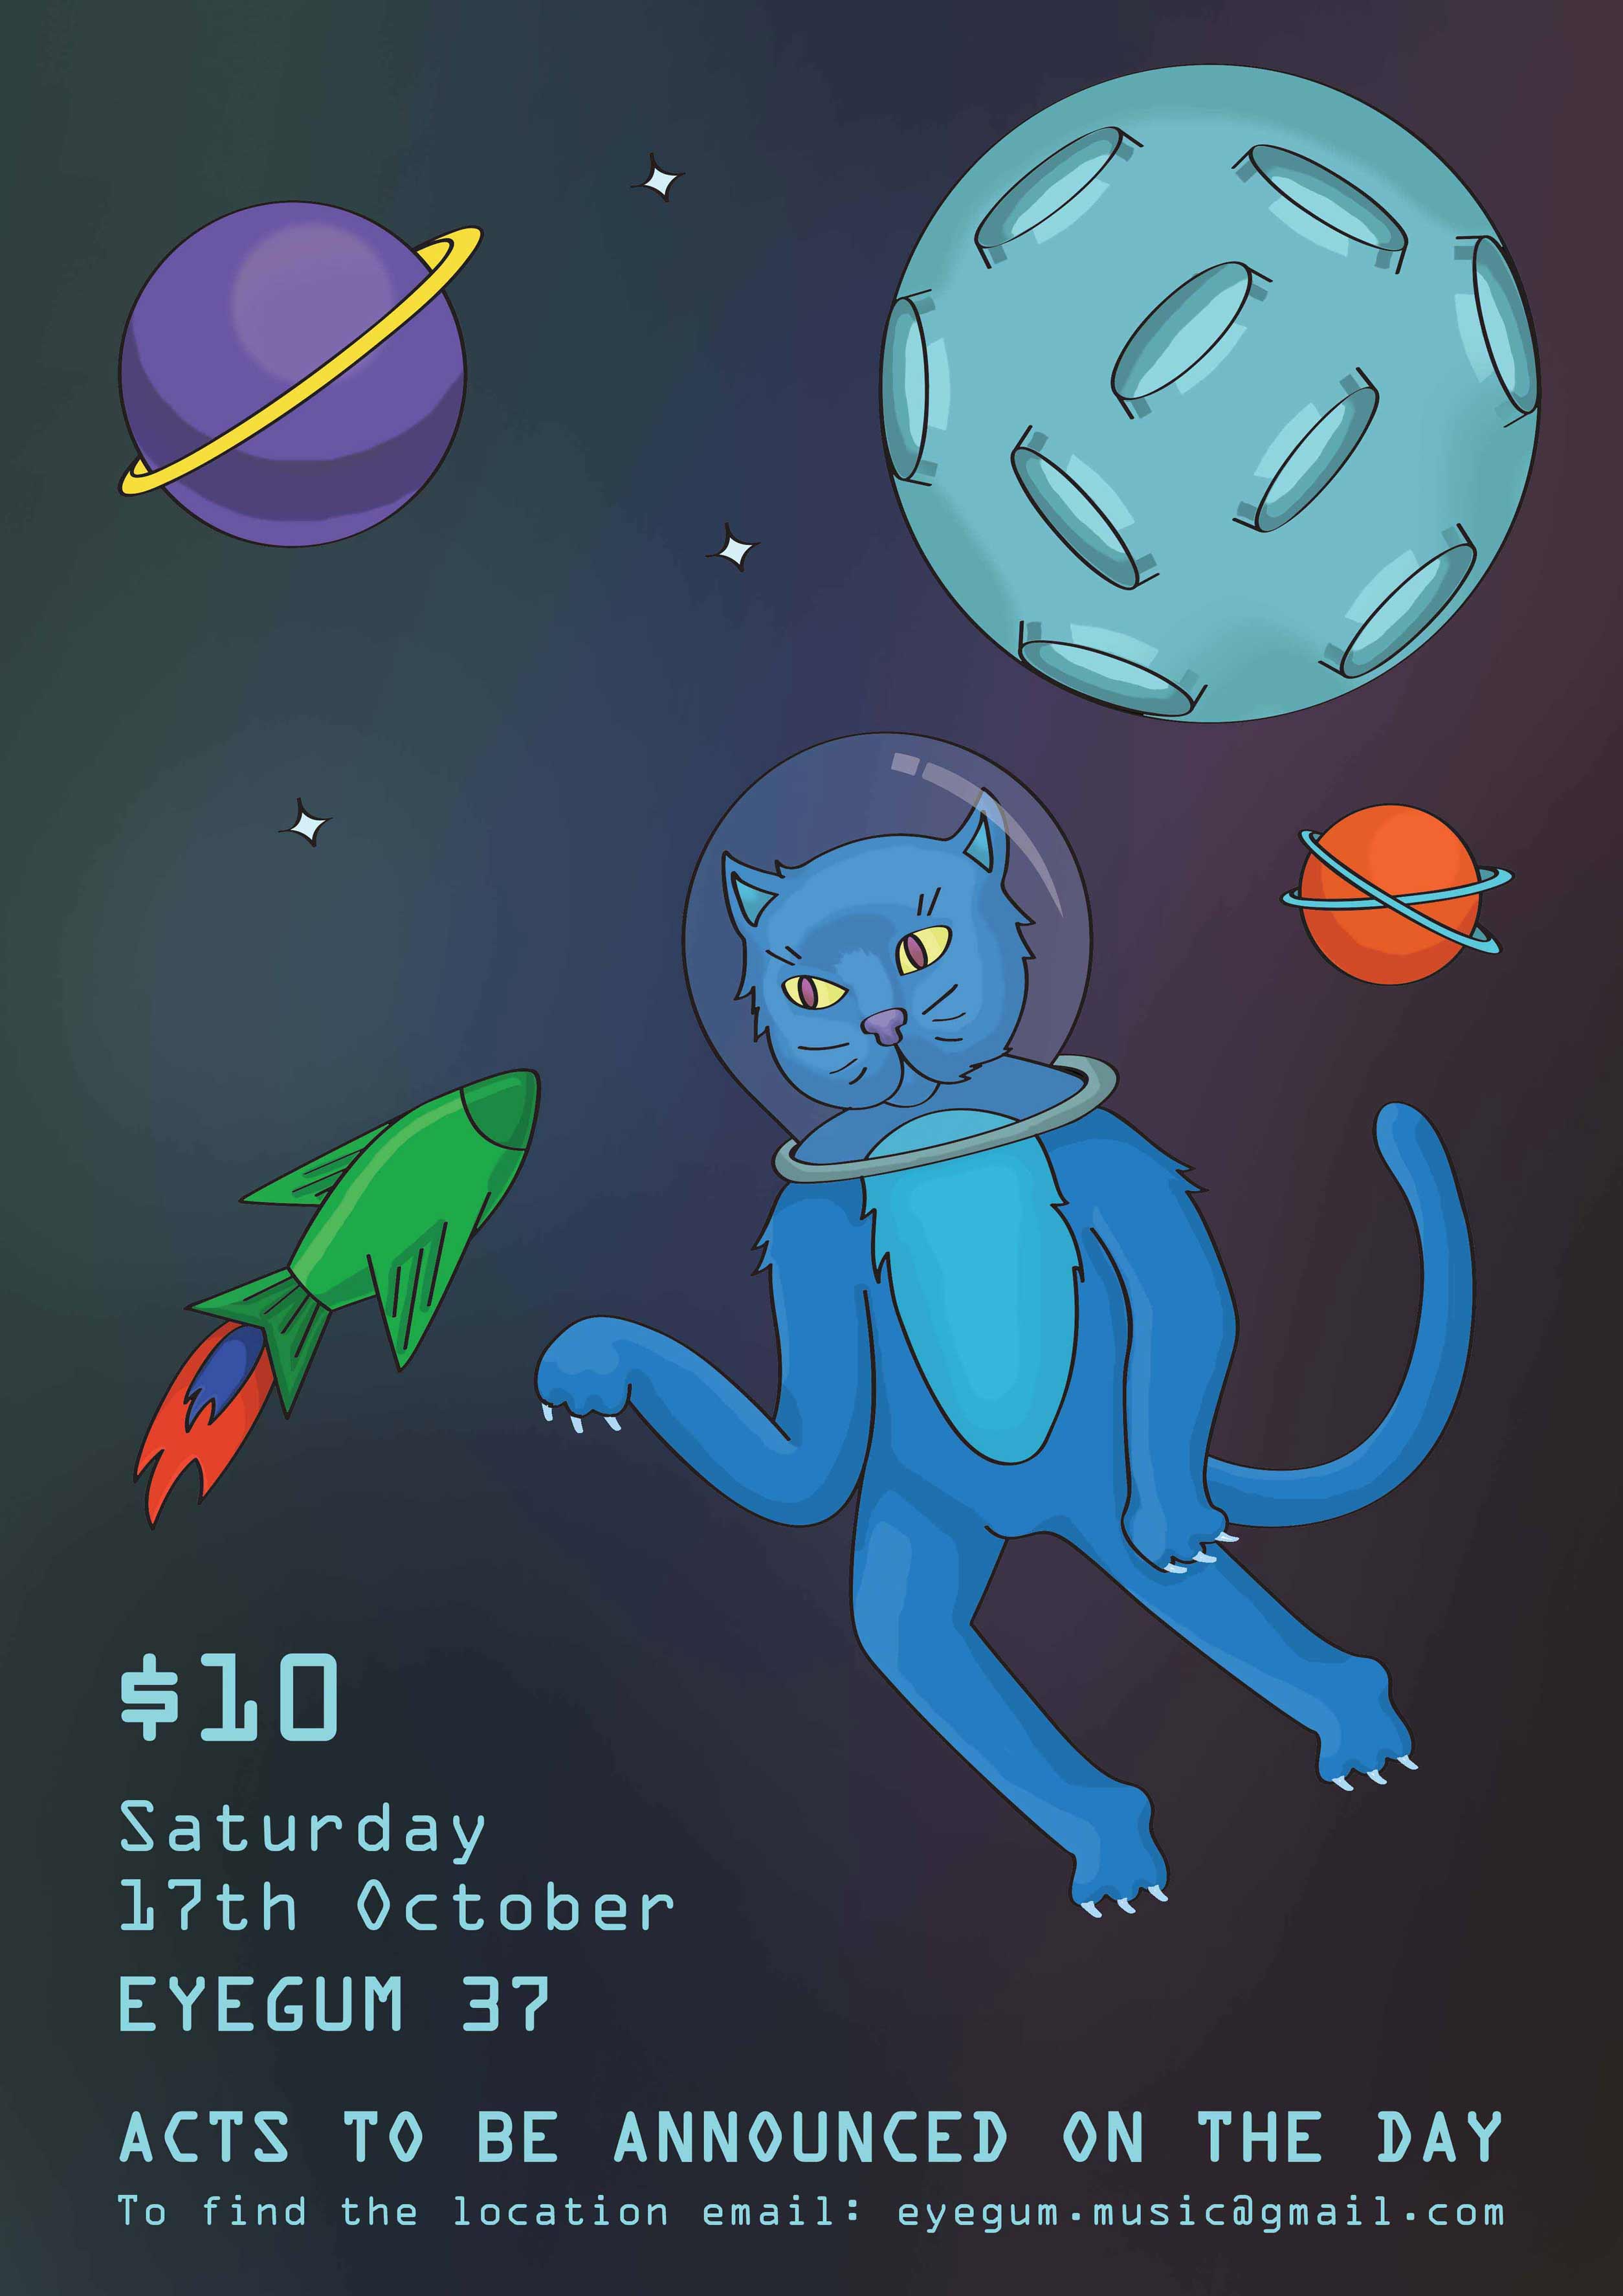 $10
Saturday
17th October
EYEGUM 37
ACTS TO BE ANNOUNCED ON THE DAY
To find the location email: eyegum.music@gmail.com